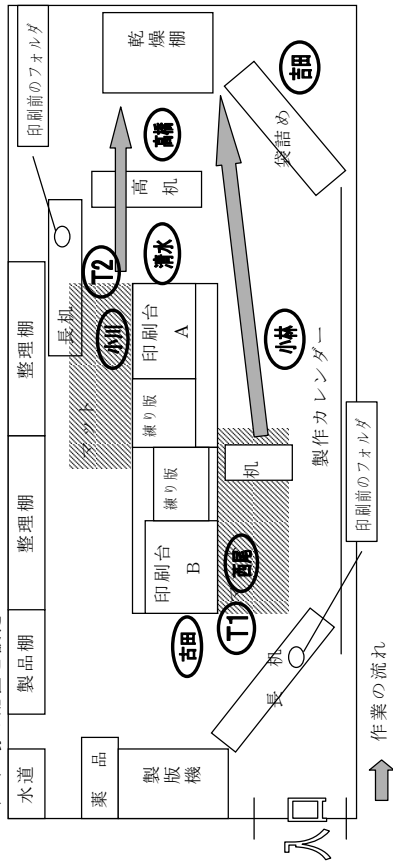 水道
製品棚
整理棚
整理棚
印刷前のフォルダ
薬品
製版機
マット
長机
T2
小川
高机
高橋
乾燥棚
古田
印刷台
B
練り版
練り版
印刷台
A
清水
T1
西尾
机
小林
袋詰め
吉田
長机
製作カレンダー
印刷前のフォルダ
入口
作業の流れ